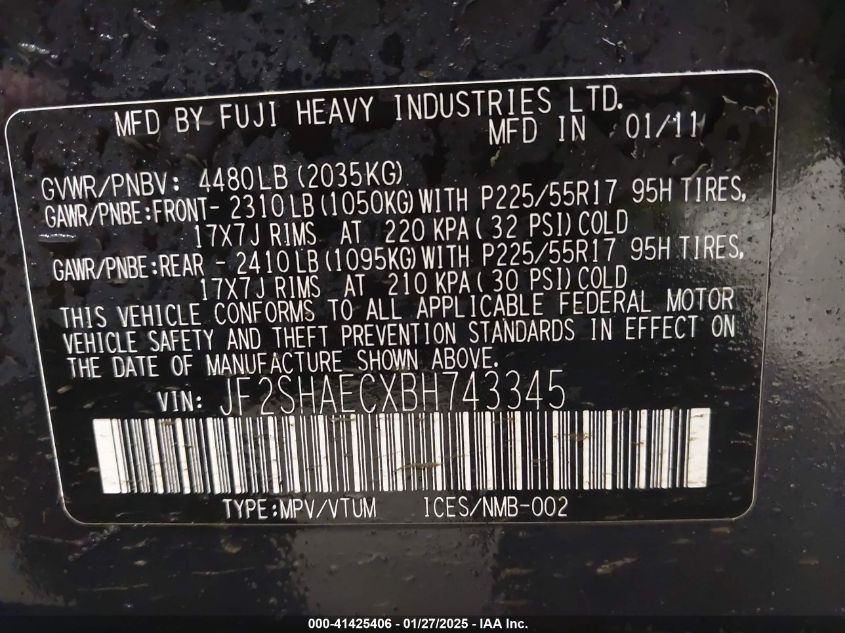 MFD BY FUJI HEAVY INDUSTRIES LTD.
MFD IN 01/11
GVWR/PNBV: 4480LB (2035KG)
GAWR/PNBE:FRONT- 2310LB (1050KG) WITH P225/55R17 95H TIRES,
17X7J RIMS AT 220 KPA ( 32 PSI) COLD
GAWR/PNBE:REAR - 2410LB (1095KG) WITH P225/55R17 95H TIRES,
17X7J RIMS AT 210 KPA ( 30 PSI) COLD
THIS VEHICLE CONFORMS TO ALL APPLICABLE FEDERAL MOTOR
VEHICLE SAFETY AND THEFT PREVENTION STANDARDS IN EFFECT ON
THE DATE OF MANUFACTURE SHOWN ABOVE.
VIN: JF2SHAECXBH743345
TYPE:MPV/VTUM ICES/NMB-002
000-41425406 - 01/27/2025 - IAA Inc.